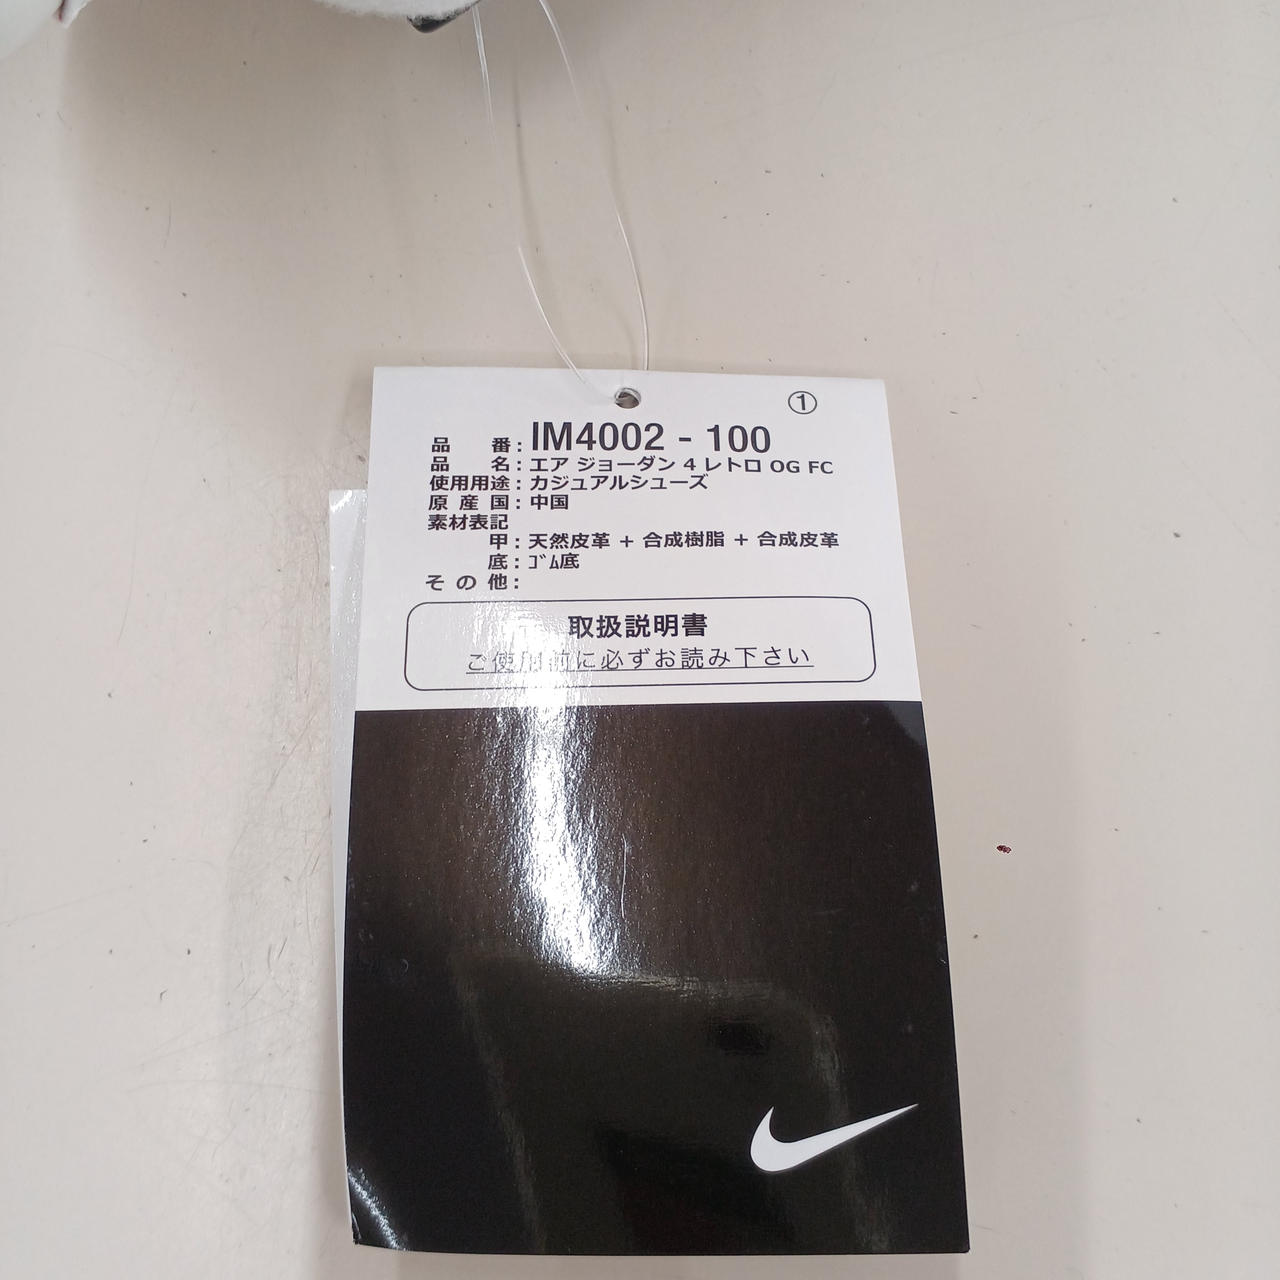 ①
品 番 : IM4002 - 100
品 名 : エア ジョーダン 4 レトロ OG FC
使用用途 : カジュアルシューズ
原 産 国 : 中国
素材表記
甲 : 天然皮革 + 合成樹脂 + 合成皮革
底 : ｺﾞﾑ底
そ の 他 :
取扱説明書
ご使用前に必ずお読み下さい